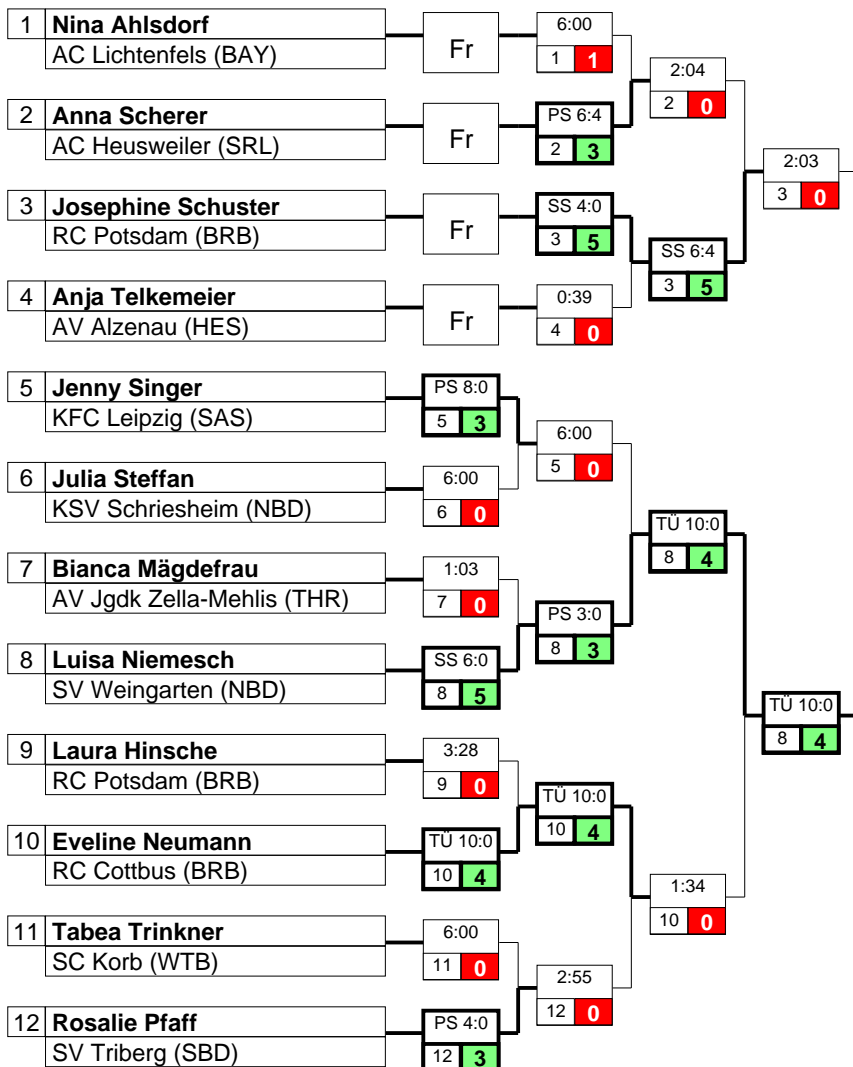 1 Nina Ahlsdorf
AC Lichtenfels (BAY)
Fr
6:00
1 1
2:04
2 0
2 Anna Scherer
AC Heusweiler (SRL)
Fr
PS 6:4
2 3
2:03
3 0
3 Josephine Schuster
RC Potsdam (BRB)
Fr
SS 4:0
3 5
SS 6:4
3 5
4 Anja Telkemeier
AV Alzenau (HES)
Fr
0:39
4 0
5 Jenny Singer
KFC Leipzig (SAS)
PS 8:0
5 3
6:00
5 0
6 Julia Steffan
KSV Schriesheim (NBD)
6:00
6 0
TÜ 10:0
8 4
7 Bianca Mägdefrau
AV Jgdk Zella-Mehlis (THR)
1:03
7 0
PS 3:0
8 3
8 Luisa Niemesch
SV Weingarten (NBD)
SS 6:0
8 5
TÜ 10:0
8 4
9 Laura Hinsche
RC Potsdam (BRB)
3:28
9 0
TÜ 10:0
10 4
10 Eveline Neumann
RC Cottbus (BRB)
TÜ 10:0
10 4
1:34
10 0
11 Tabea Trinkner
SC Korb (WTB)
6:00
11 0
2:55
12 0
12 Rosalie Pfaff
SV Triberg (SBD)
PS 4:0
12 3